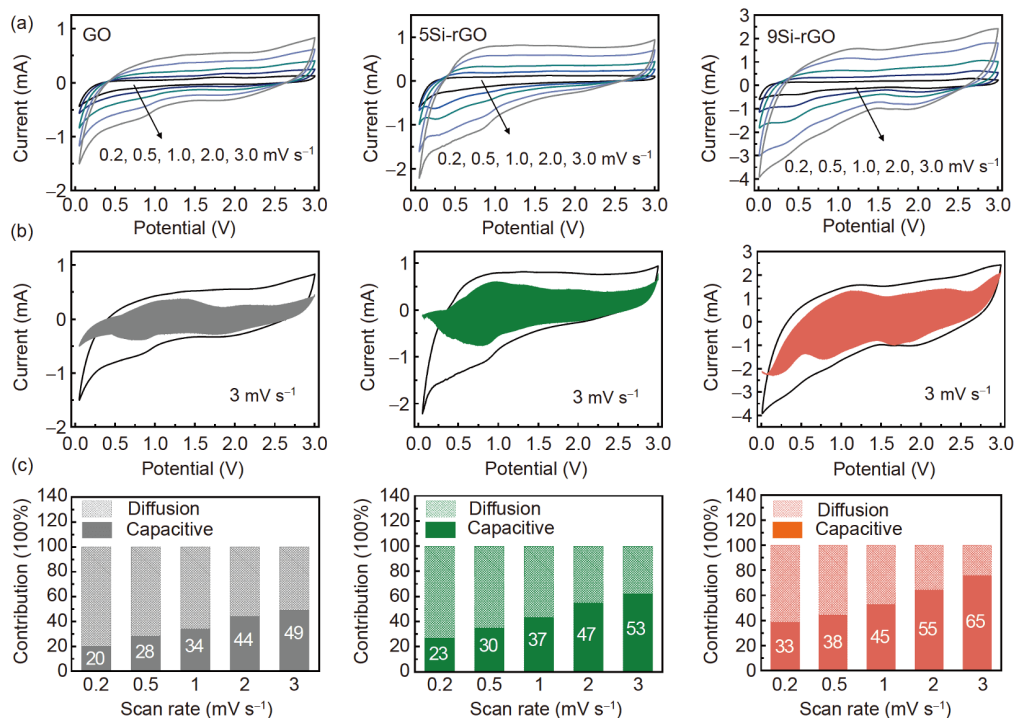 (a)
GO
Current (mA)
1
0
−1
−2
0.2, 0.5, 1.0, 2.0, 3.0 mV s⁻¹
0.0 0.5 1.0 1.5 2.0 2.5 3.0
Potential (V)
5Si-rGO
Current (mA)
1
0
−1
−2
0.2, 0.5, 1.0, 2.0, 3.0 mV s⁻¹
0.0 0.5 1.0 1.5 2.0 2.5 3.0
Potential (V)
9Si-rGO
Current (mA)
3
2
1
0
−1
−2
−3
−4
0.2, 0.5, 1.0, 2.0, 3.0 mV s⁻¹
0.0 0.5 1.0 1.5 2.0 2.5 3.0
Potential (V)
(b)
Current (mA)
1
0
−1
−2
3 mV s⁻¹
0.0 0.5 1.0 1.5 2.0 2.5 3.0
Potential (V)
Current (mA)
1
0
−1
−2
3 mV s⁻¹
0.0 0.5 1.0 1.5 2.0 2.5 3.0
Potential (V)
Current (mA)
3
2
1
0
−1
−2
−3
−4
3 mV s⁻¹
0.0 0.5 1.0 1.5 2.0 2.5 3.0
Potential (V)
(c)
Contribution (100%)
140
120
100
80
60
40
20
0
Diffusion
Capacitive
20 28 34 44 49
0.2 0.5 1 2 3
Scan rate (mV s⁻¹)
Contribution (100%)
140
120
100
80
60
40
20
0
Diffusion
Capacitive
23 30 37 47 53
0.2 0.5 1 2 3
Scan rate (mV s⁻¹)
Contribution (100%)
140
120
100
80
60
40
20
0
Diffusion
Capacitive
33 38 45 55 65
0.2 0.5 1 2 3
Scan rate (mV s⁻¹)